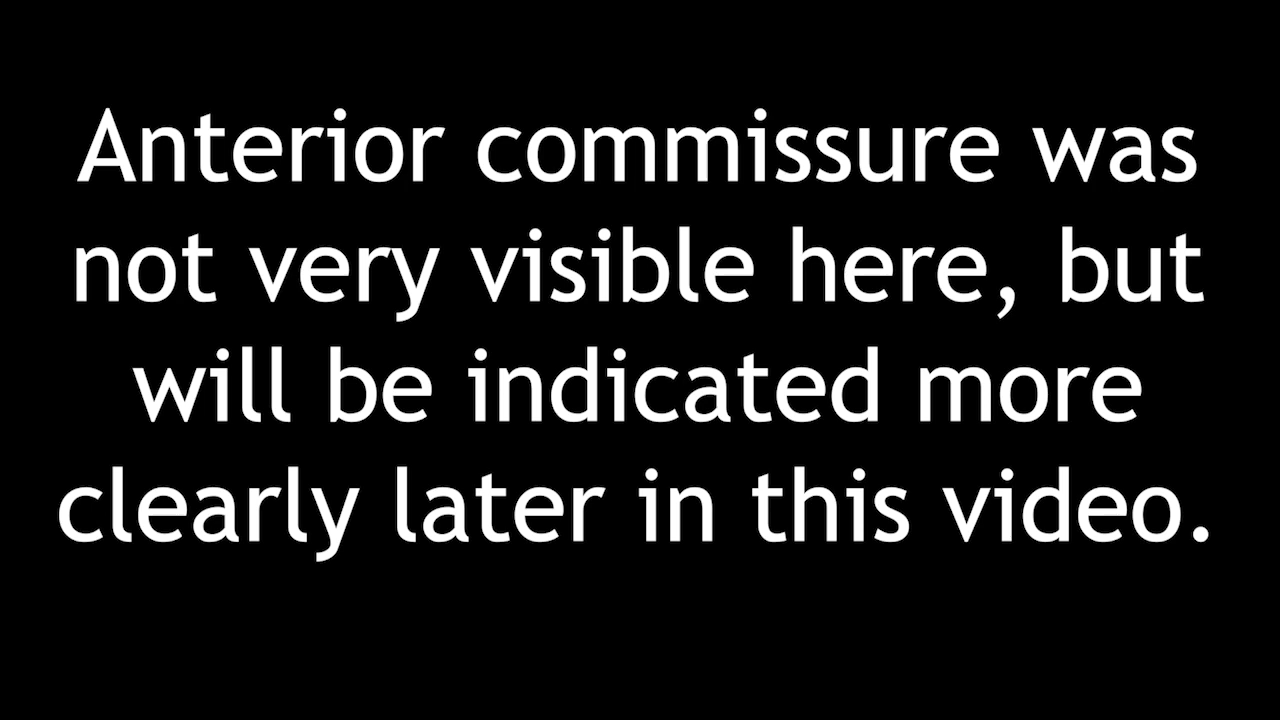 Anterior commissure was
not very visible here, but
will be indicated more
clearly later in this video.